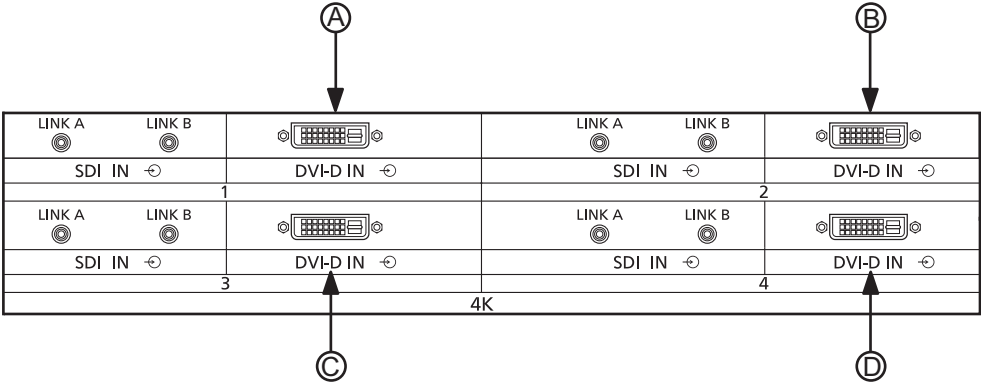 A B
LINK A LINK B LINK A LINK B
SDI IN DVI-D IN SDI IN DVI-D IN
1 2
LINK A LINK B LINK A LINK B
SDI IN DVI-D IN SDI IN DVI-D IN
3 4
4K
C D